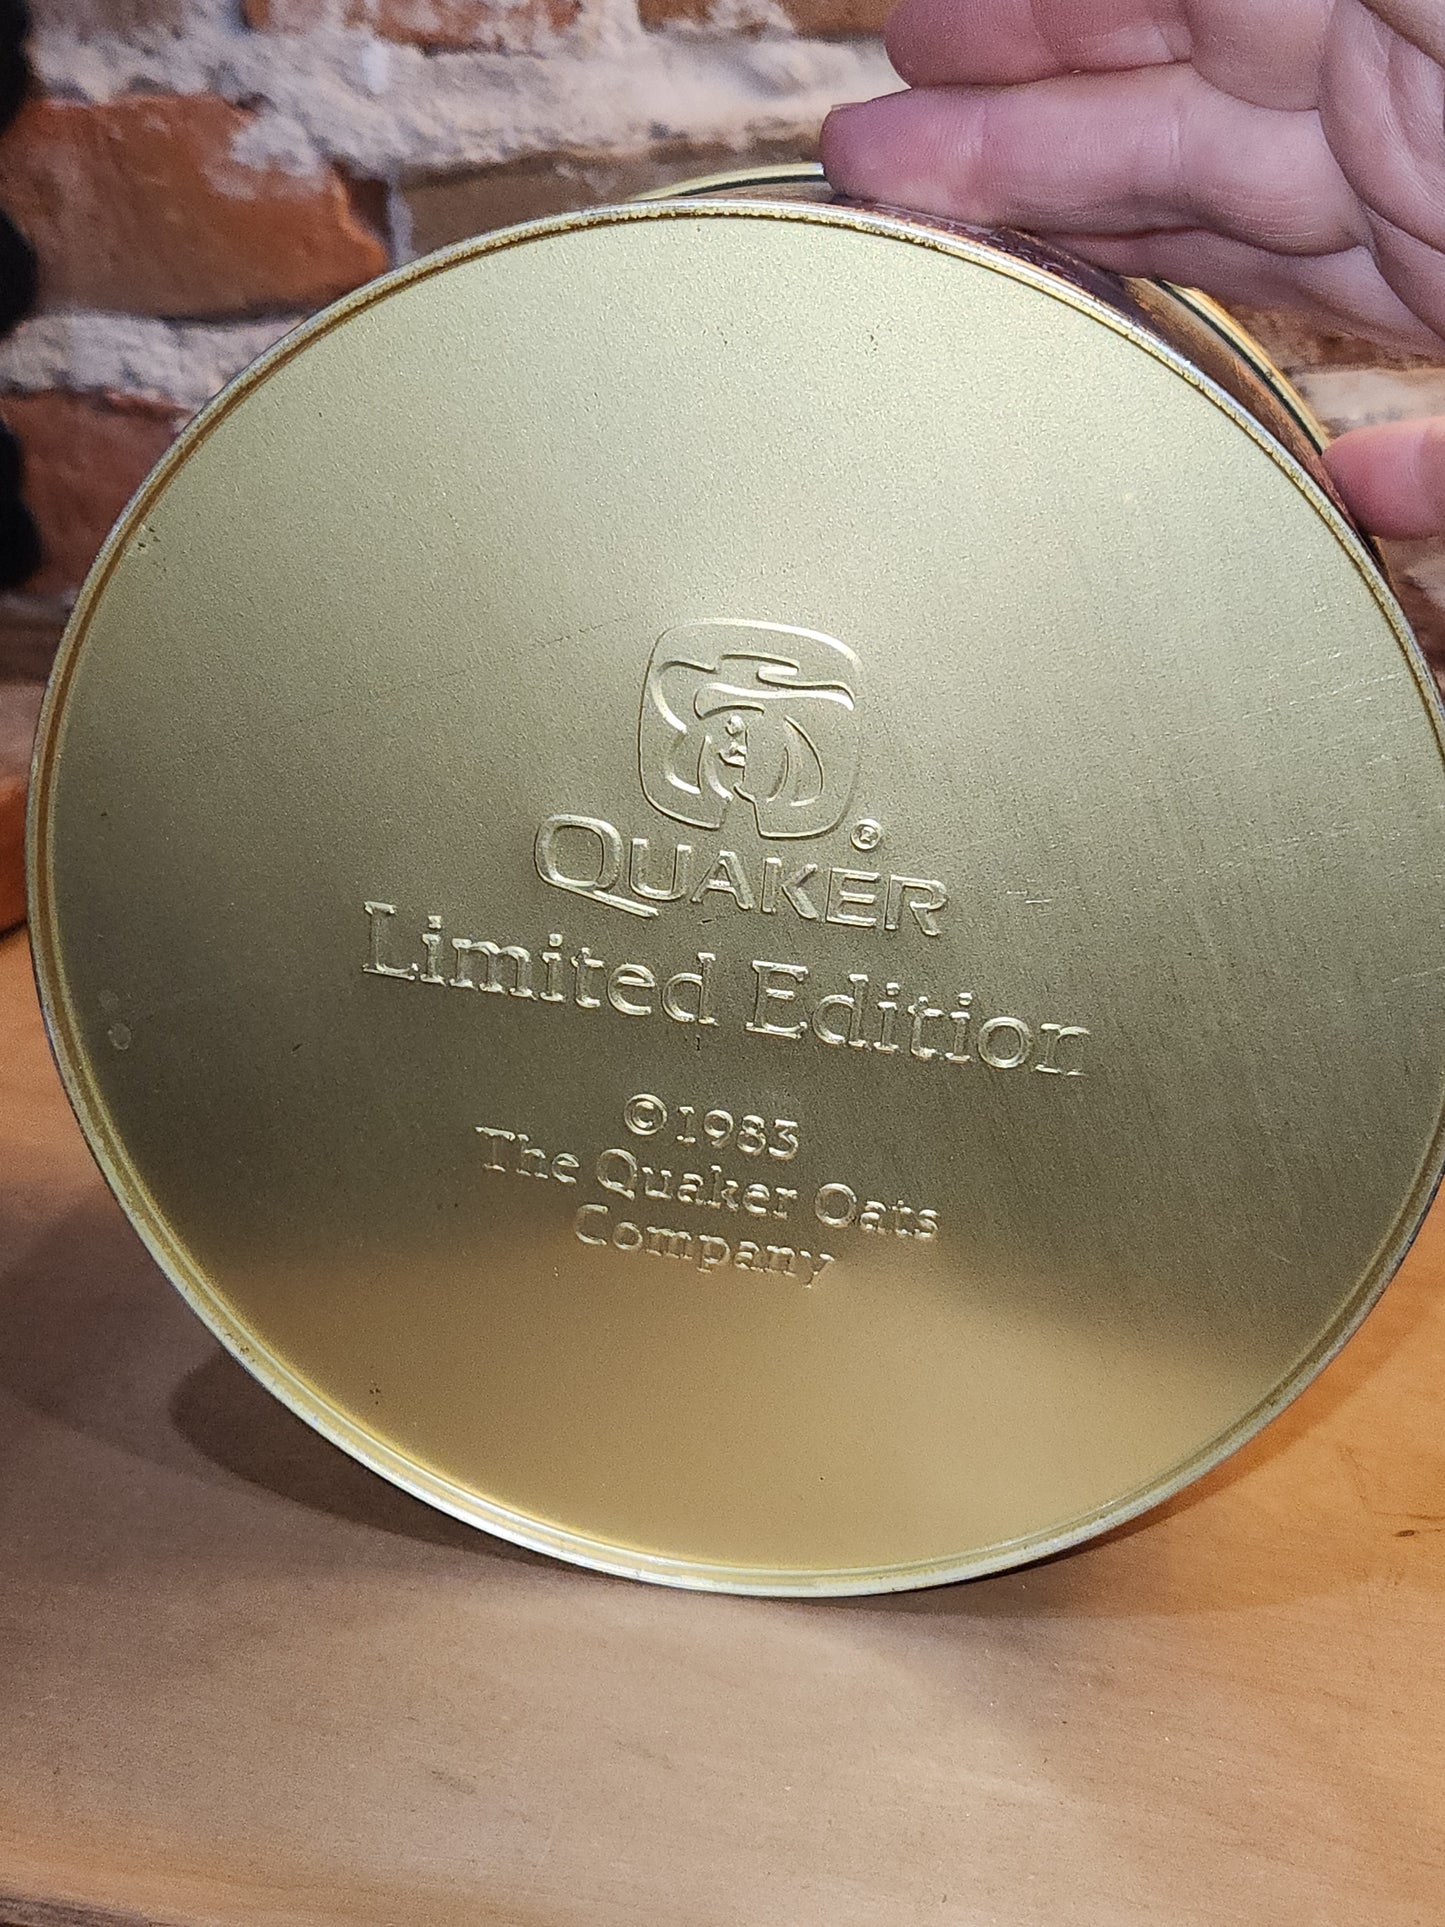 QUAKER®
Limited Edition
©1983
The Quaker Oats
Company